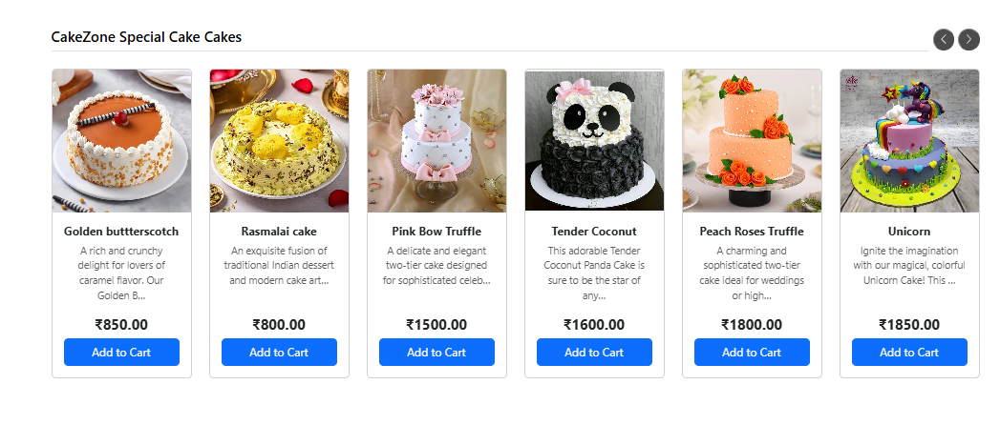 CakeZone Special Cake Cakes
Golden buttterscotch
A rich and crunchy
delight for lovers of
caramel flavor. Our
Golden B...
₹850.00
Add to Cart
Rasmalai cake
An exquisite fusion of
traditional Indian dessert
and modern cake art...
₹800.00
Add to Cart
Pink Bow Truffle
A delicate and elegant
two-tier cake designed
for sophisticated celeb...
₹1500.00
Add to Cart
Tender Coconut
This adorable Tender
Coconut Panda Cake is
sure to be the star of
any...
₹1600.00
Add to Cart
Peach Roses Truffle
A charming and
sophisticated two-tier
cake ideal for weddings
or high...
₹1800.00
Add to Cart
Unicorn
Ignite the imagination
with our magical, colorful
Unicorn Cake! This ...
₹1850.00
Add to Cart